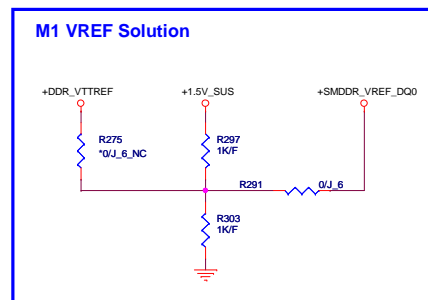 M1 VREF Solution
+DDR_VTTREF
+1.5V_SUS
+SMDDR_VREF_DQ0
R275
*0/J_6_NC
R297
1K/F
R291
0/J_6
R303
1K/F